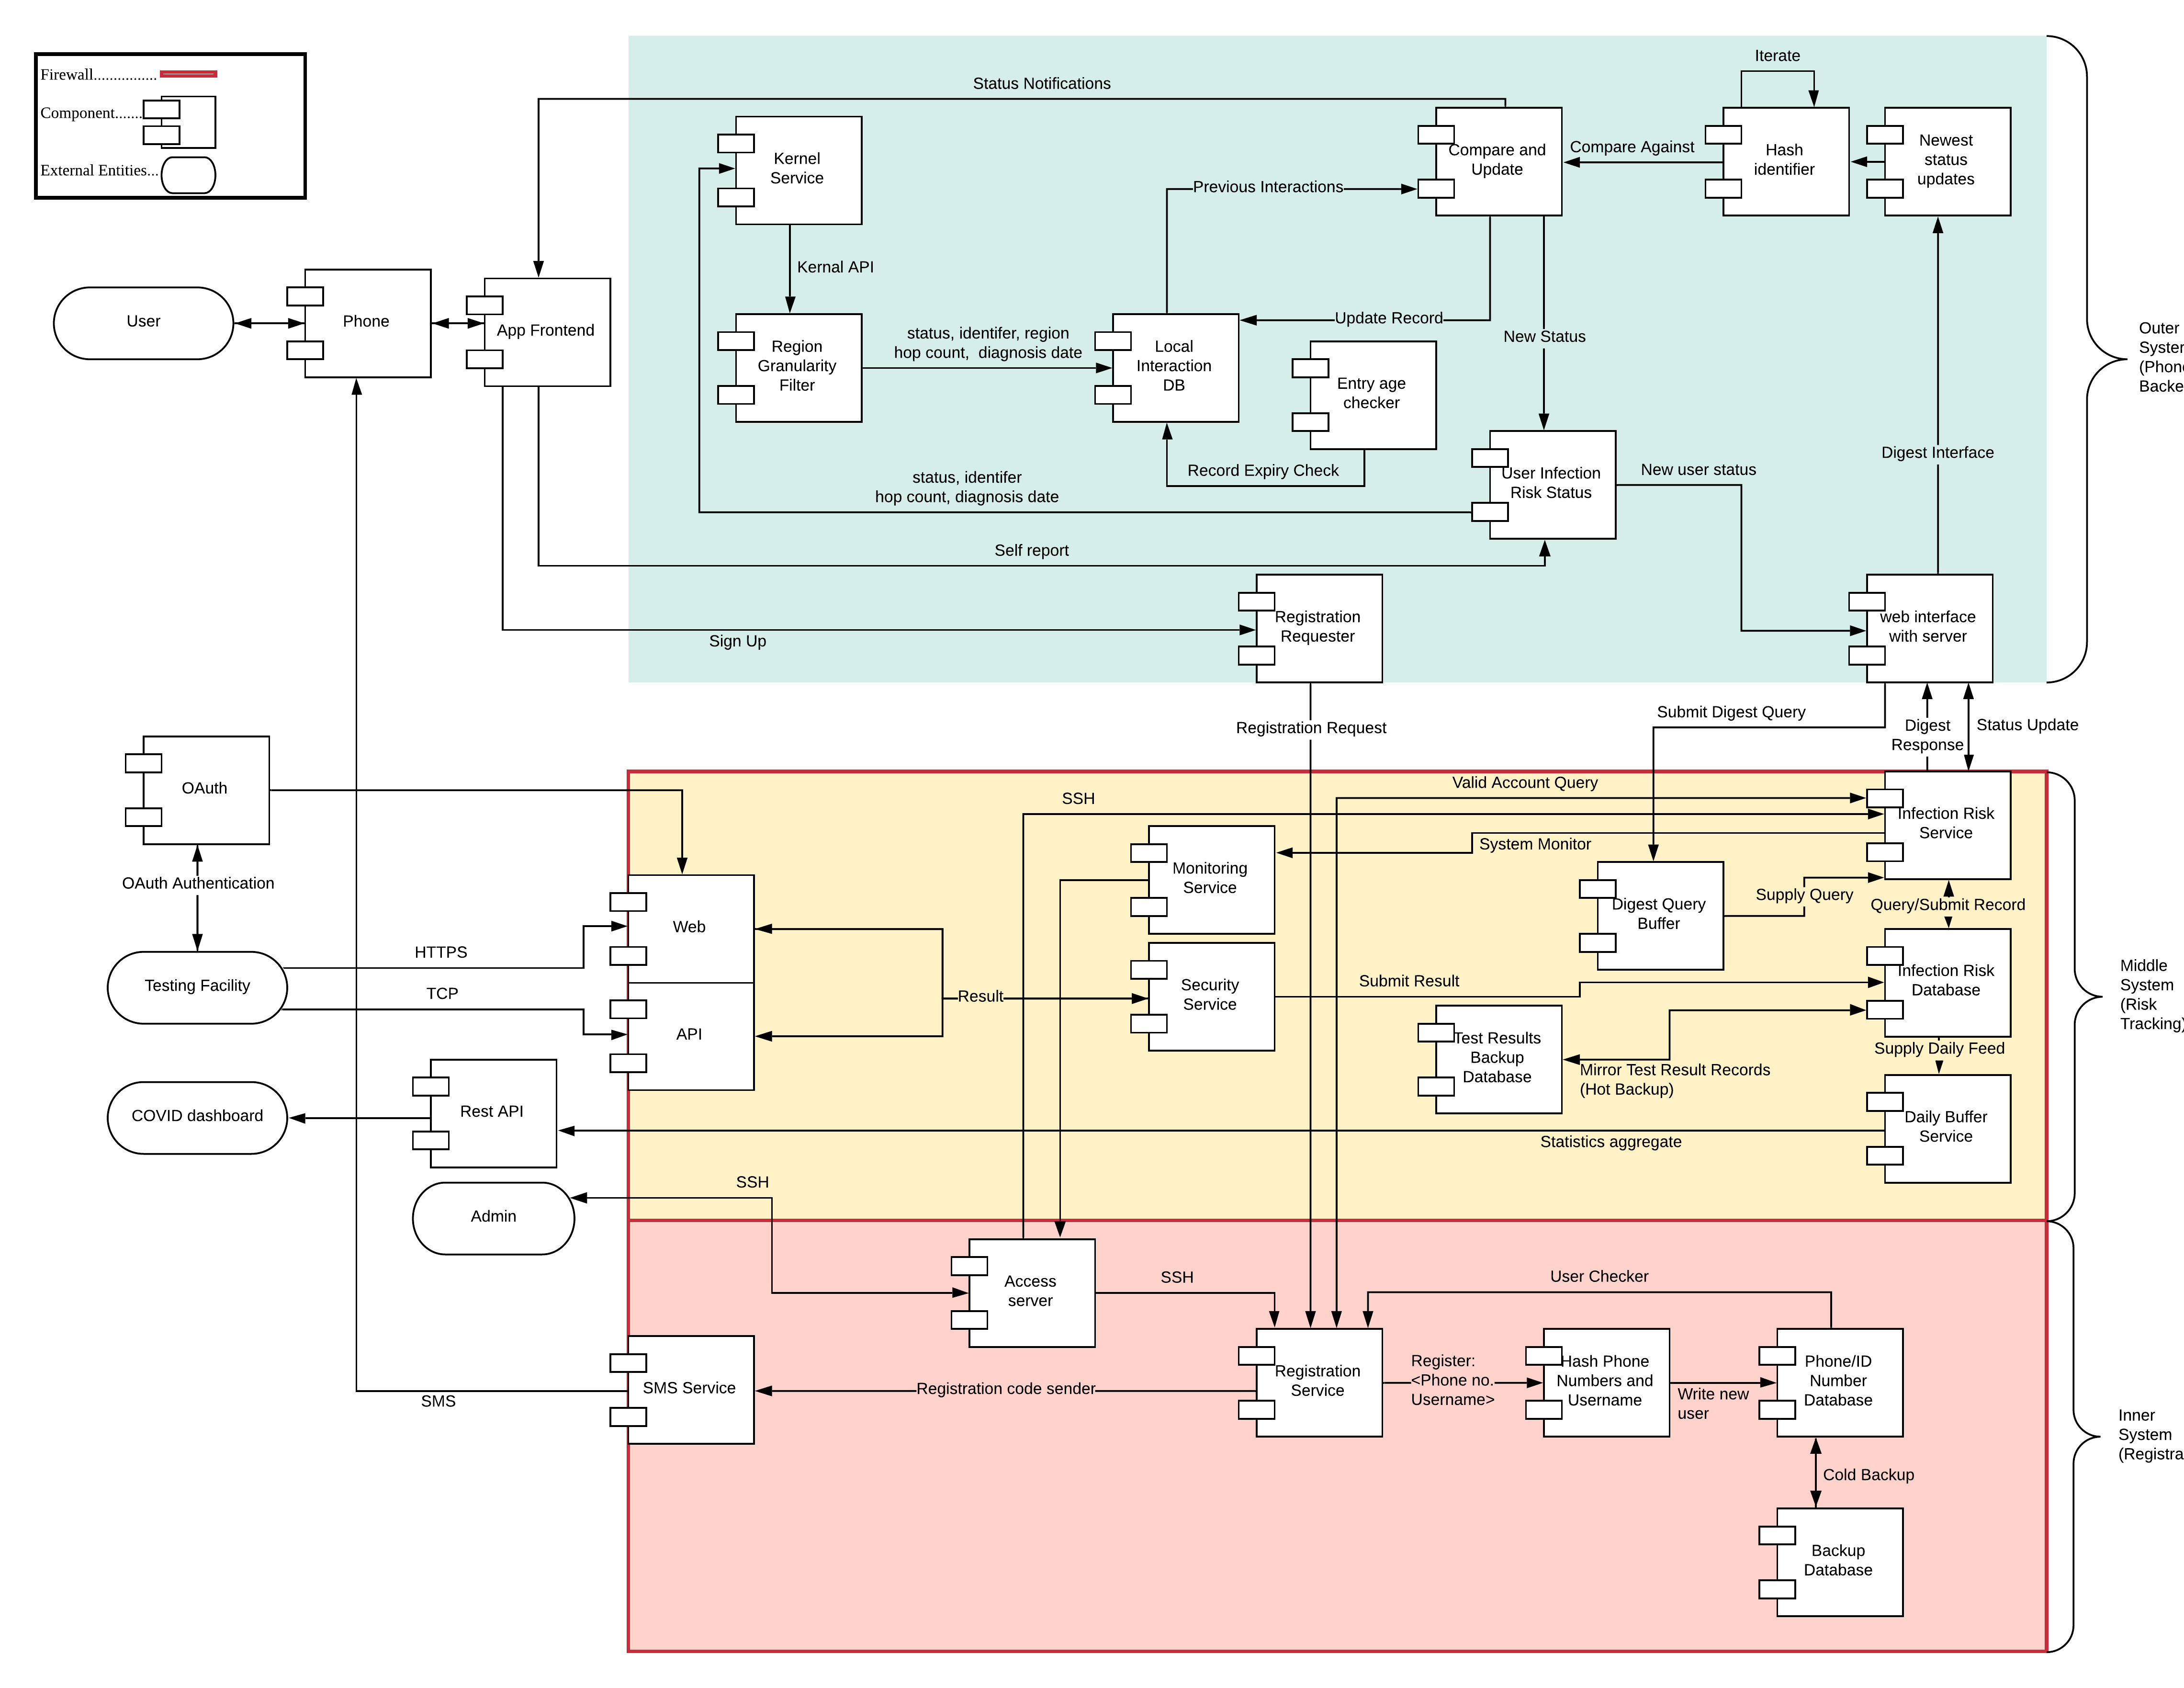 Firewall................
Component.......
External Entities...
Iterate
Status Notifications
Kernel
Service
Compare and
Update
Compare Against
Hash
identifier
Newest
status
updates
Previous Interactions
Kernal API
User
Phone
App Frontend
Region
Granularity
Filter
status, identifer, region
hop count,  diagnosis date
Local
Interaction
DB
Update Record
New Status
Entry age
checker
Outer
System
(Phone
Backe
Digest Interface
Record Expiry Check
User Infection
Risk Status
New user status
status, identifer
hop count, diagnosis date
Self report
Registration
Requester
Sign Up
web interface
with server
Registration Request
Submit Digest Query
Digest
Response
Status Update
OAuth
OAuth Authentication
SSH
Valid Account Query
Infection Risk
Service
System Monitor
Monitoring
Service
Digest Query
Buffer
Supply Query
Query/Submit Record
Web
HTTPS
Testing Facility
TCP
API
Result
Security
Service
Submit Result
Infection Risk
Database
Middle
System
(Risk
Tracking)
Test Results
Backup
Database
Mirror Test Result Records
(Hot Backup)
Supply Daily Feed
Daily Buffer
Service
Statistics aggregate
COVID dashboard
Rest API
SSH
Admin
Access
server
SSH
User Checker
SMS Service
SMS
Registration code sender
Registration
Service
Register:
<Phone no.
Username>
Hash Phone
Numbers and
Username
Write new
user
Phone/ID
Number
Database
Inner
System
(Registra
Cold Backup
Backup
Database